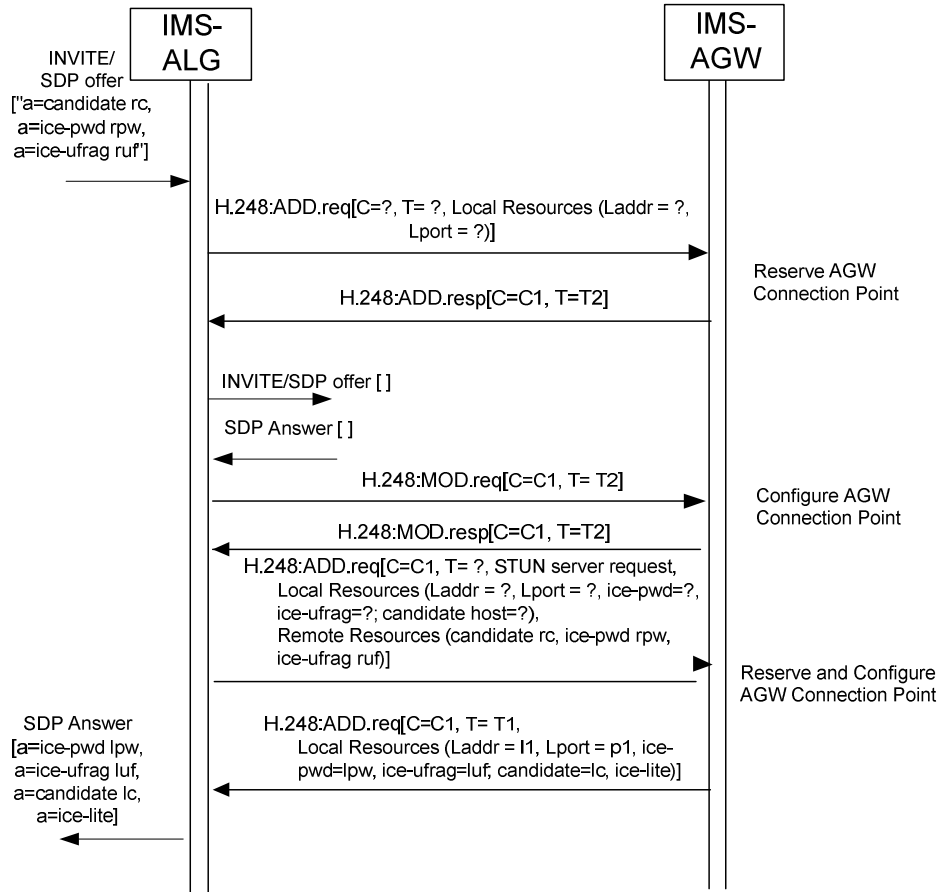 IMS-
ALG
IMS-
AGW
INVITE/
SDP offer
["a=candidate rc,
a=ice-pwd rpw,
a=ice-ufrag ruf"]
H.248:ADD.req[C=?, T= ?, Local Resources (Laddr = ?,
Lport = ?)]
Reserve AGW
Connection Point
H.248:ADD.resp[C=C1, T=T2]
INVITE/SDP offer [ ]
SDP Answer [ ]
H.248:MOD.req[C=C1, T= T2]
Configure AGW
Connection Point
H.248:MOD.resp[C=C1, T=T2]
H.248:ADD.req[C=C1, T= ?, STUN server request,
Local Resources (Laddr = ?, Lport = ?, ice-pwd=?,
ice-ufrag=?; candidate host=?),
Remote Resources (candidate rc, ice-pwd rpw,
ice-ufrag ruf)]
Reserve and Configure
AGW Connection Point
SDP Answer
[a=ice-pwd lpw,
a=ice-ufrag luf,
a=candidate lc,
a=ice-lite]
H.248:ADD.req[C=C1, T= T1,
Local Resources (Laddr = l1, Lport = p1, ice-
pwd=lpw, ice-ufrag=luf; candidate=lc, ice-lite)]